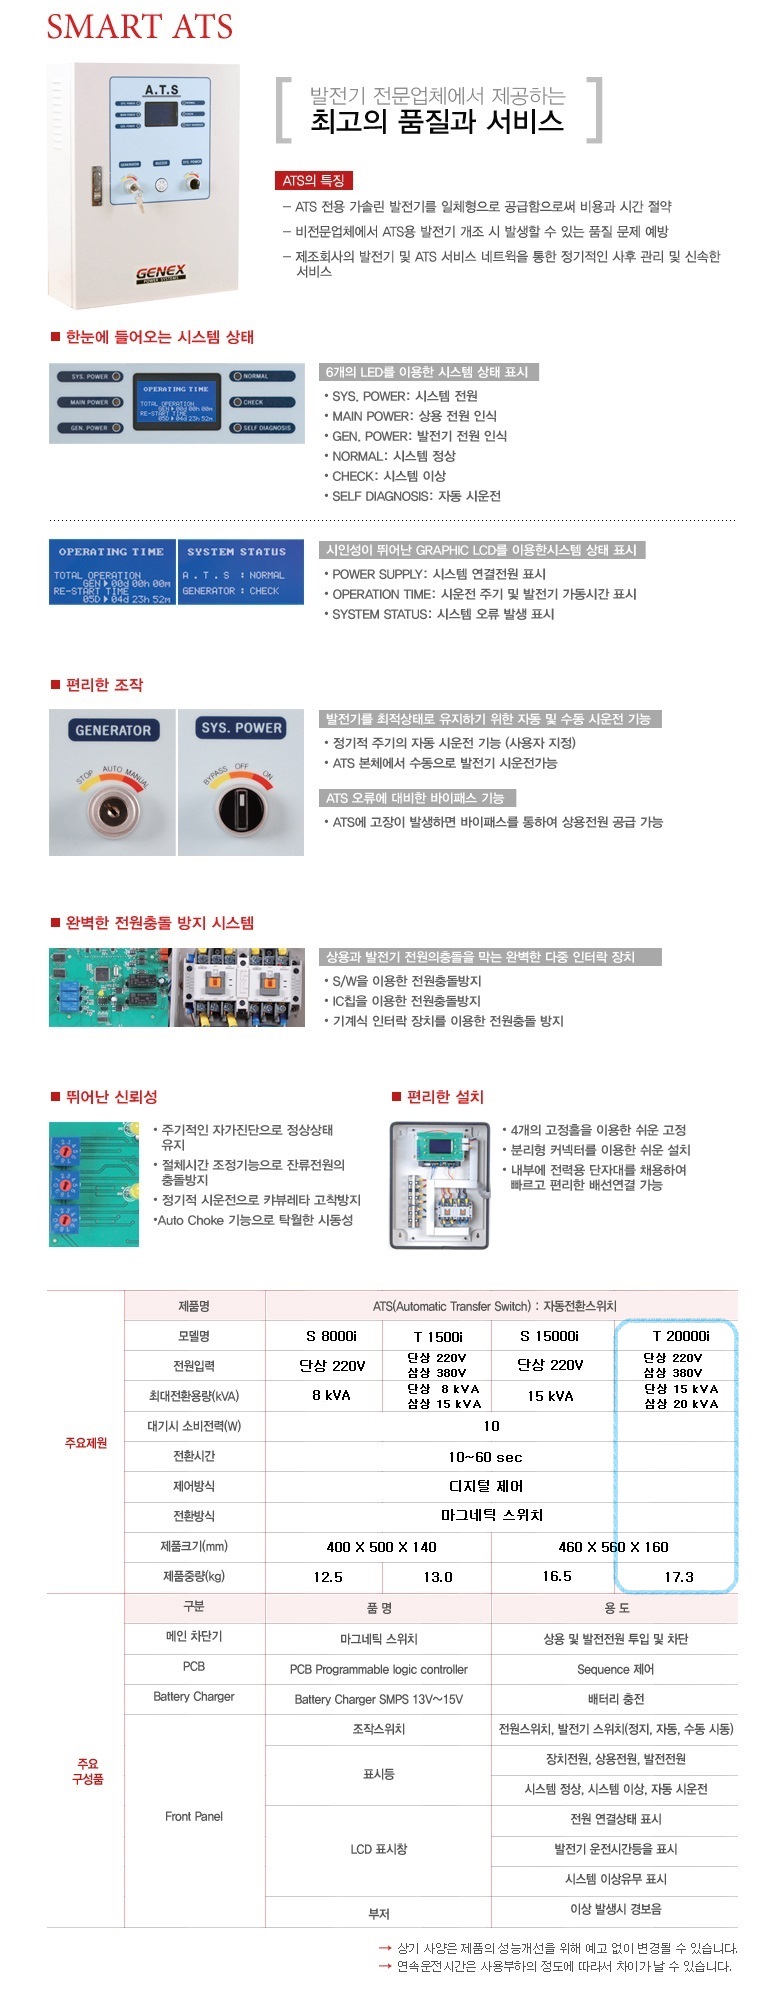 SMART ATS
A.T.S
GENERATOR
BUZZER
SYS. POWER
GENEX
POWER SYSTEMS
발전기 전문업체에서 제공하는
최고의 품질과 서비스
ATS의 특징
– ATS 전용 가솔린 발전기를 일체형으로 공급함으로써 비용과 시간 절약
– 비전문업체에서 ATS용 발전기 개조 시 발생할 수 있는 품질 문제 예방
– 제조회사의 발전기 및 ATS 서비스 네트웍을 통한 정기적인 사후 관리 및 신속한
서비스
■ 한눈에 들어오는 시스템 상태
SYS. POWER
MAIN POWER
GEN. POWER
OPERATING TIME
TOTAL OPERATION
GEN▶00d 00h 00m
RE-START TIME
05D▶04d 23h 52m
NORMAL
CHECK
SELF DIAGNOSIS
6개의 LED를 이용한 시스템 상태 표시
• SYS. POWER: 시스템 전원
• MAIN POWER: 상용 전원 인식
• GEN. POWER: 발전기 전원 인식
• NORMAL: 시스템 정상
• CHECK: 시스템 이상
• SELF DIAGNOSIS: 자동 시운전
OPERATING TIME
TOTAL OPERATION
GEN▶00d 00h 00m
RE-START TIME
05D▶04d 23h 52m
SYSTEM STATUS
A.T.S : NORMAL
GENERATOR : CHECK
시인성이 뛰어난 GRAPHIC LCD를 이용한시스템 상태 표시
• POWER SUPPLY: 시스템 연결전원 표시
• OPERATION TIME: 시운전 주기 및 발전기 가동시간 표시
• SYSTEM STATUS: 시스템 오류 발생 표시
■ 편리한 조작
GENERATOR
STOP AUTO MANUAL
SYS. POWER
BYPASS OFF ON
발전기를 최적상태로 유지하기 위한 자동 및 수동 시운전 기능
• 정기적 주기의 자동 시운전 기능 (사용자 지정)
• ATS 본체에서 수동으로 발전기 시운전가능
ATS 오류에 대비한 바이패스 기능
• ATS에 고장이 발생하면 바이패스를 통하여 상용전원 공급 가능
■ 완벽한 전원충돌 방지 시스템
상용과 발전기 전원의충돌을 막는 완벽한 다중 인터락 장치
• S/W을 이용한 전원충돌방지
• IC칩을 이용한 전원충돌방지
• 기계식 인터락 장치를 이용한 전원충돌 방지
■ 뛰어난 신뢰성
• 주기적인 자가진단으로 정상상태
유지
• 절체시간 조정기능으로 잔류전원의
충돌방지
• 정기적 시운전으로 카뷰레타 고착방지
•Auto Choke 기능으로 탁월한 시동성
■ 편리한 설치
• 4개의 고정홀을 이용한 쉬운 고정
• 분리형 커넥터를 이용한 쉬운 설치
• 내부에 전력용 단자대를 채용하여
빠르고 편리한 배선연결 가능
주요제원
제품명 ATS(Automatic Transfer Switch) : 자동전환스위치
모델명 S 8000i T 1500i S 15000i T 20000i
전원입력 단상 220V 단상 220V 삼상 380V 단상 220V 단상 220V 삼상 380V
최대전환용량(kVA) 8 kVA 단상 8 kVA 삼상 15 kVA 15 kVA 단상 15 kVA 삼상 20 kVA
대기시 소비전력(W) 10
전환시간 10~60 sec
제어방식 디지털 제어
전환방식 마그네틱 스위치
제품크기(mm) 400 X 500 X 140 460 X 560 X 160
제품중량(kg) 12.5 13.0 16.5 17.3
주요
구성품
구분 품 명 용 도
메인 차단기 마그네틱 스위치 상용 및 발전전원 투입 및 차단
PCB PCB Programmable logic controller Sequence 제어
Battery Charger Battery Charger SMPS 13V~15V 배터리 충전
Front Panel
조작스위치 전원스위치, 발전기 스위치(정지, 자동, 수동 시동)
표시등 장치전원, 상용전원, 발전전원
시스템 정상, 시스템 이상, 자동 시운전
LCD 표시창
전원 연결상태 표시
발전기 운전시간등을 표시
시스템 이상유무 표시
부저 이상 발생시 경보음
→ 상기 사양은 제품의 성능개선을 위해 예고 없이 변경될 수 있습니다.
→ 연속운전시간은 사용부하의 정도에 따라서 차이가 날 수 있습니다.